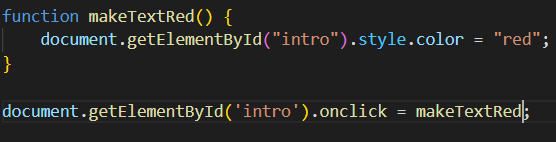 function makeTextRed() {
    document.getElementById("intro").style.color = "red";
}
document.getElementById('intro').onclick = makeTextRed;